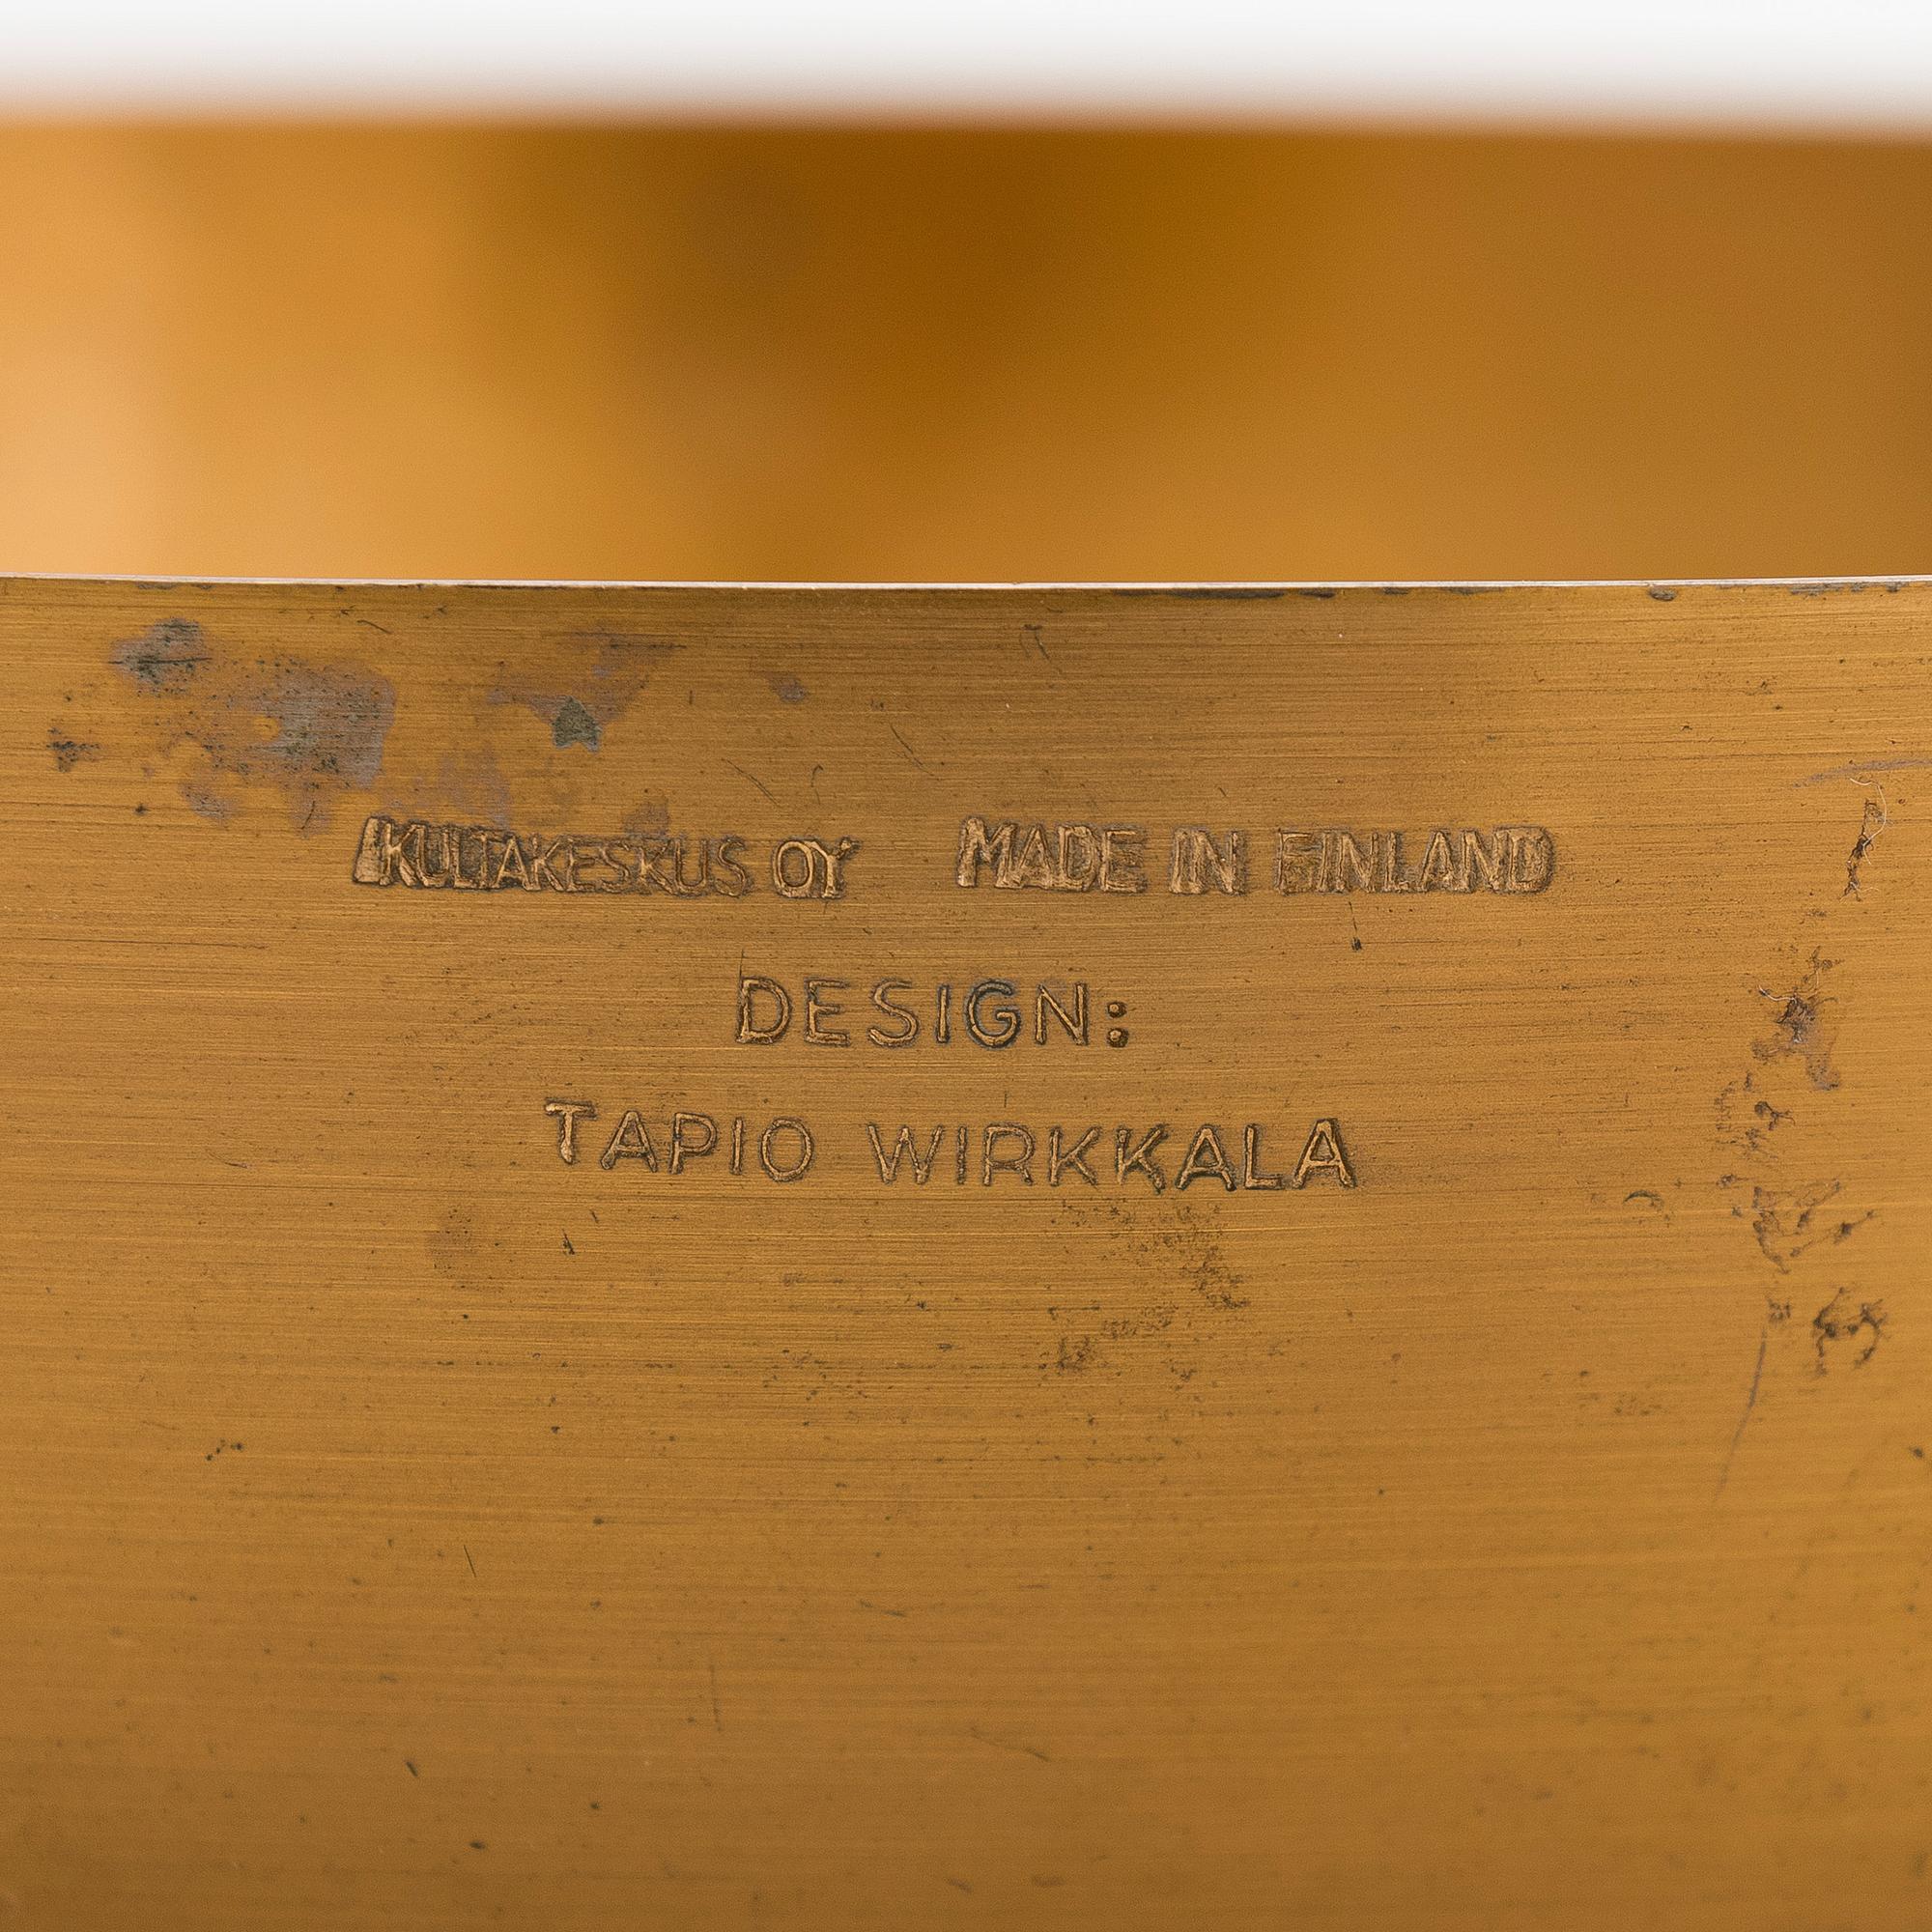 KULTAKESKUS OY MADE IN FINLAND
DESIGN:
TAPIO WIRKKALA